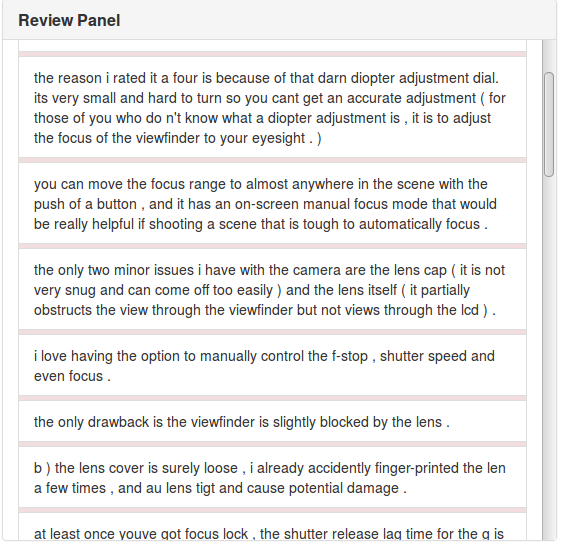 Review Panel
the reason i rated it a four is because of that darn diopter adjustment dial.
its very small and hard to turn so you cant get an accurate adjustment ( for
those of you who do n't know what a diopter adjustment is , it is to adjust
the focus of the viewfinder to your eyesight . )
you can move the focus range to almost anywhere in the scene with the
push of a button , and it has an on-screen manual focus mode that would
be really helpful if shooting a scene that is tough to automatically focus .
the only two minor issues i have with the camera are the lens cap ( it is not
very snug and can come off too easily ) and the lens itself ( it partially
obstructs the view through the viewfinder but not views through the lcd ) .
i love having the option to manually control the f-stop , shutter speed and
even focus .
the only drawback is the viewfinder is slightly blocked by the lens .
b ) the lens cover is surely loose , i already accidently finger-printed the len
a few times , and au lens tigt and cause potential damage .
at least once youve got focus lock , the shutter release lag time for the g is